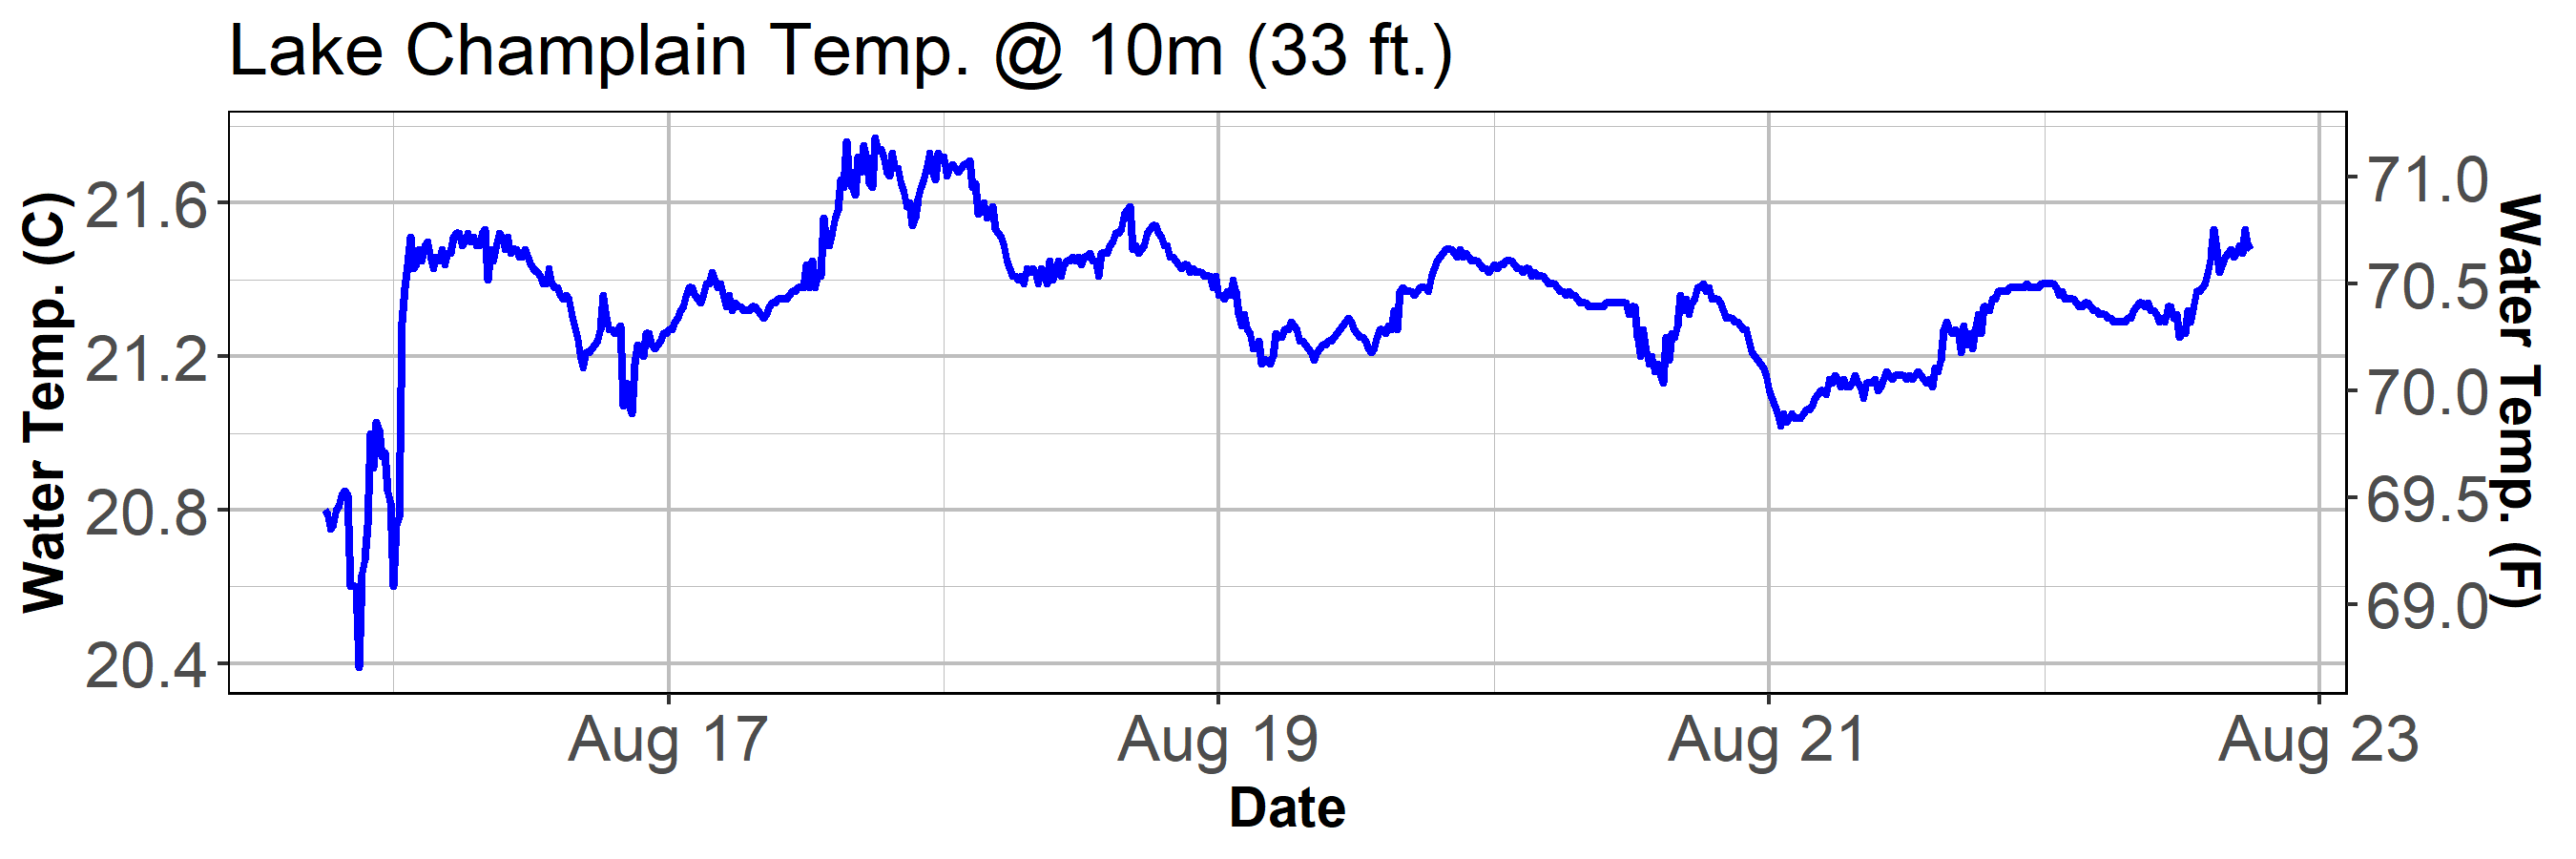 Lake Champlain Temp. @ 10m (33 ft.)
Water Temp. (C)
21.6
21.2
20.8
20.4
71.0
70.5
70.0
69.5
69.0
Water Temp. (F)
Aug 17
Aug 19
Aug 21
Aug 23
Date